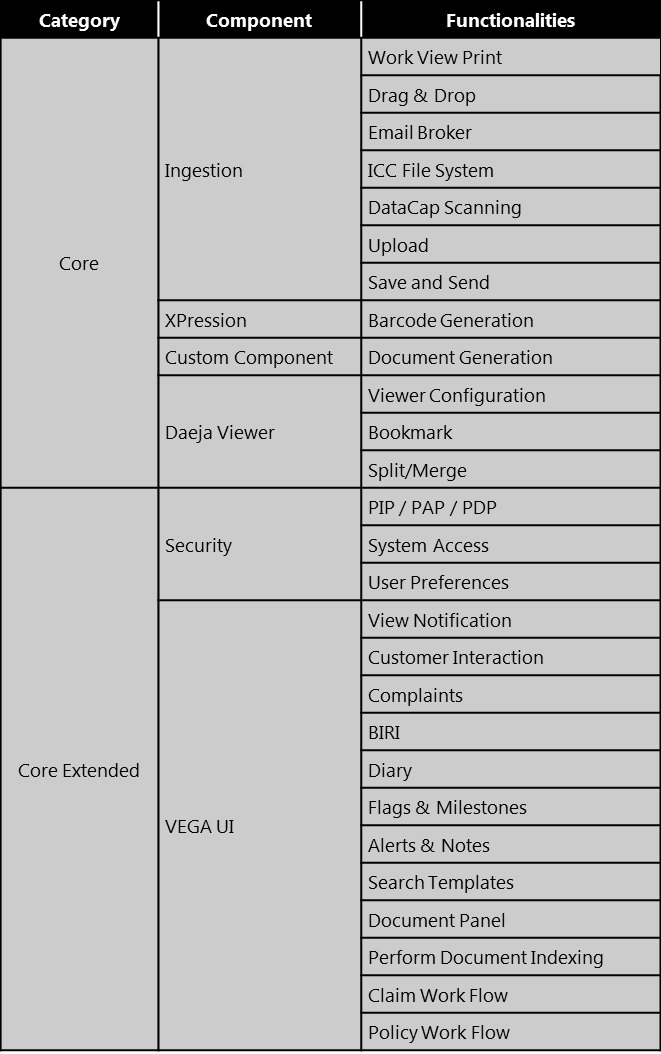 Category Component Functionalities
Work View Print
Drag & Drop
Email Broker
Ingestion ICC File System
DataCap Scanning
Upload
Core
Save and Send
XPression Barcode Generation
Custom Component Document Generation
Viewer Configuration
Daeja Viewer Bookmark
Split/Merge
PIP / PAP / PDP
Security System Access
User Preferences
View Notification
Customer Interaction
Complaints
BIRI
Core Extended Diary
Flags & Milestones
VEGA UI
Alerts & Notes
Search Templates
Document Panel
Perform Document Indexing
Claim Work Flow
Policy Work Flow